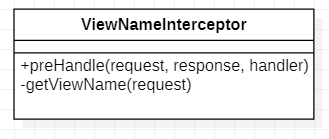 ViewNameInterceptor
+preHandle(request, response, handler)
-getViewName(request)